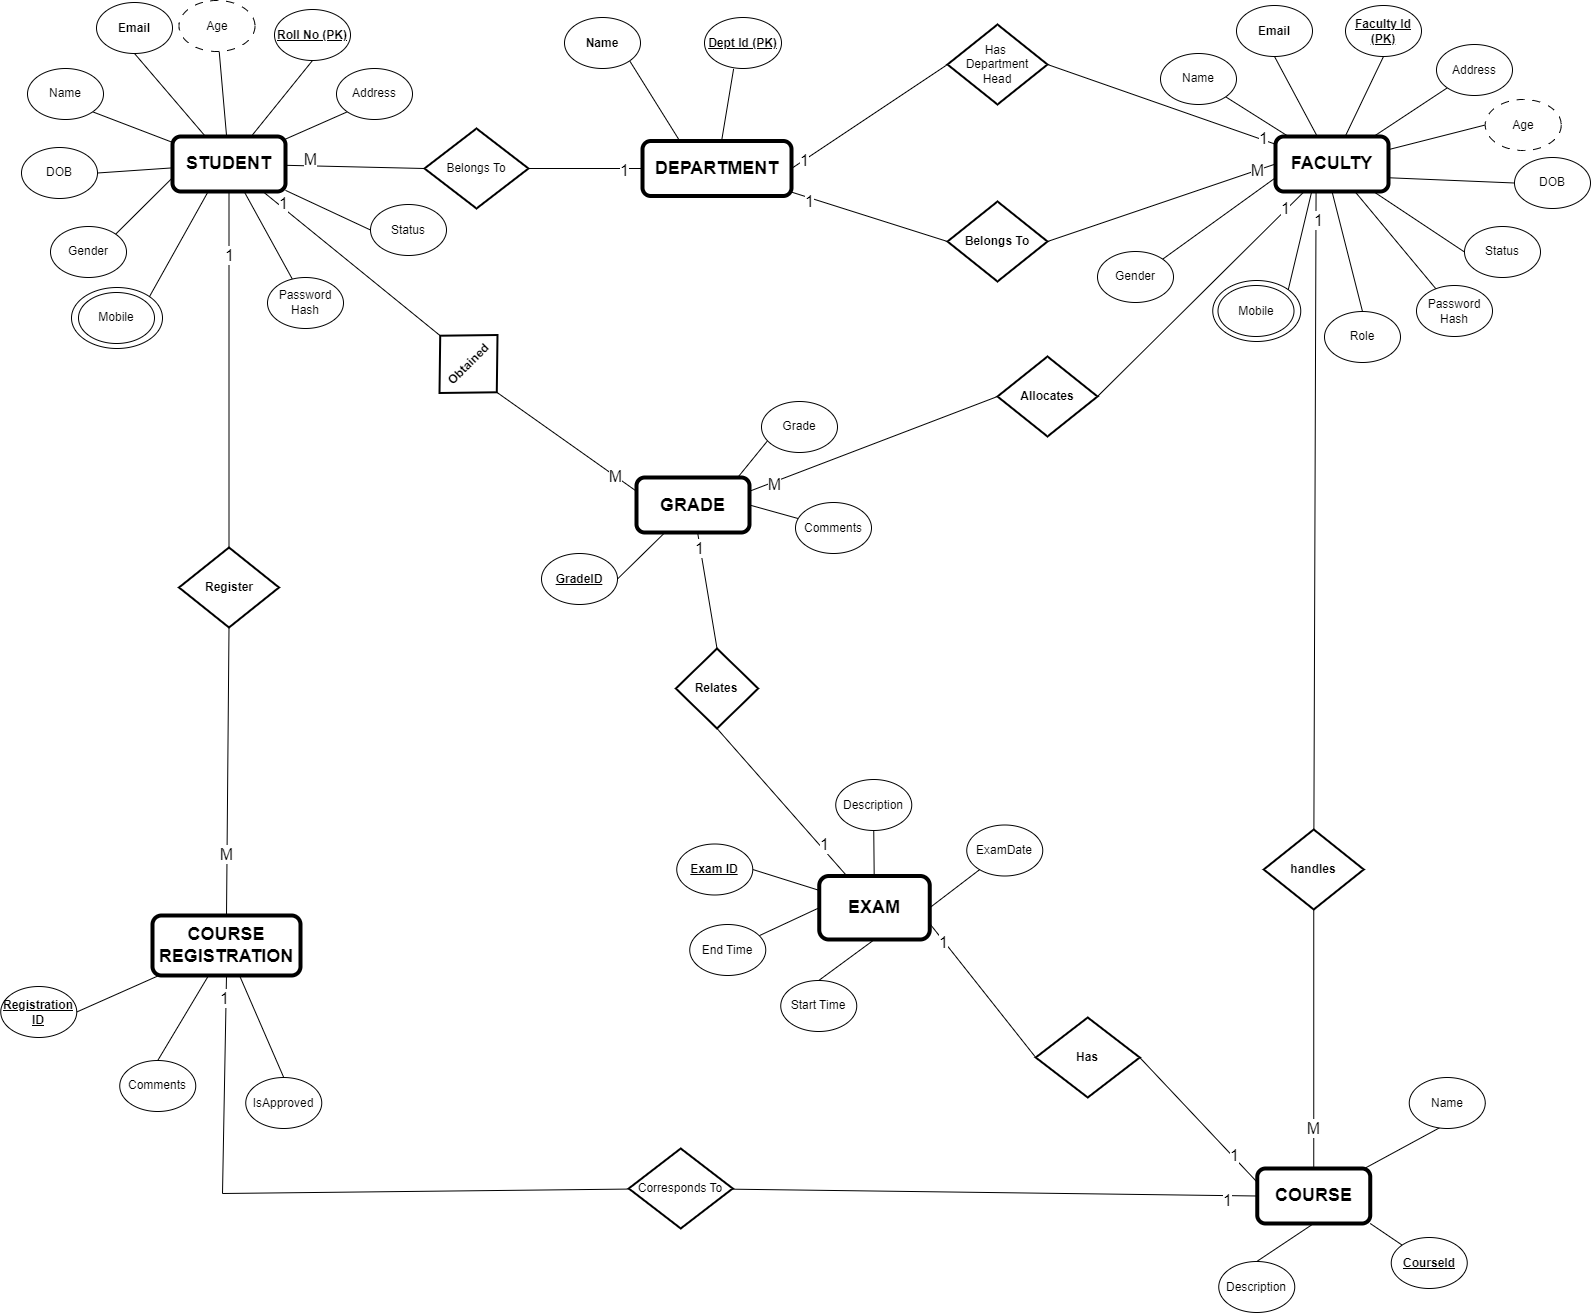 Email
Age
Roll No (PK)
Name
Address
STUDENT
DOB
Gender
Mobile
Password
Hash
Status
M
Belongs To
1
Name
Dept Id (PK)
DEPARTMENT
1
Has
Department
Head
1
1
Belongs To
M
Name
Email
Faculty Id
(PK)
Address
Age
FACULTY
DOB
Status
Password
Hash
Role
Mobile
Gender
1
1
1
Obtained
M
1
Allocates
M
Grade
GRADE
Comments
GradeID
1
Register
Relates
1
M
Description
ExamDate
Exam ID
EXAM
End Time
Start Time
handles
COURSE
REGISTRATION
1
Registration
ID
1
Comments
IsApproved
Has
1
M
Name
Corresponds To
1
COURSE
Description
CourseId